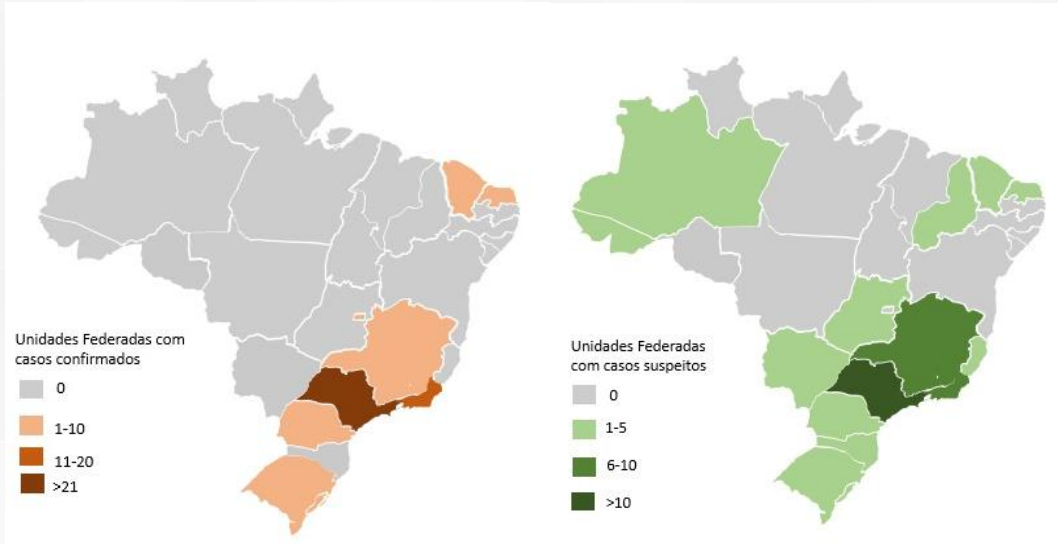 Unidades Federadas com
casos confirmados
0
1-10
11-20
>21
Unidades Federadas
com casos suspeitos
0
1-5
6-10
>10